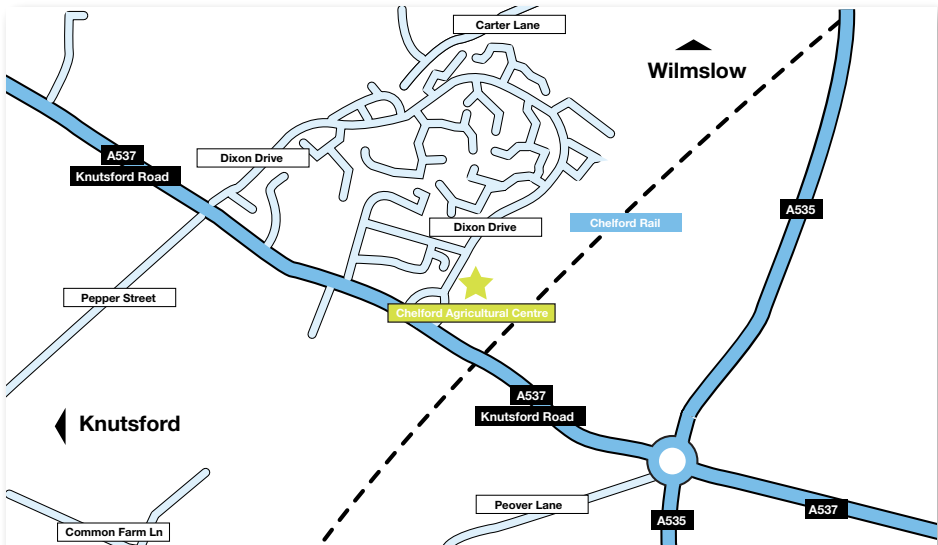 Carter Lane
Wilmslow
A537
Knutsford Road
Dixon Drive
A535
Chelford Rail
Dixon Drive
Pepper Street
Chelford Agricultural Centre
A537
Knutsford Road
Knutsford
Peover Lane
A537
A535
Common Farm Ln